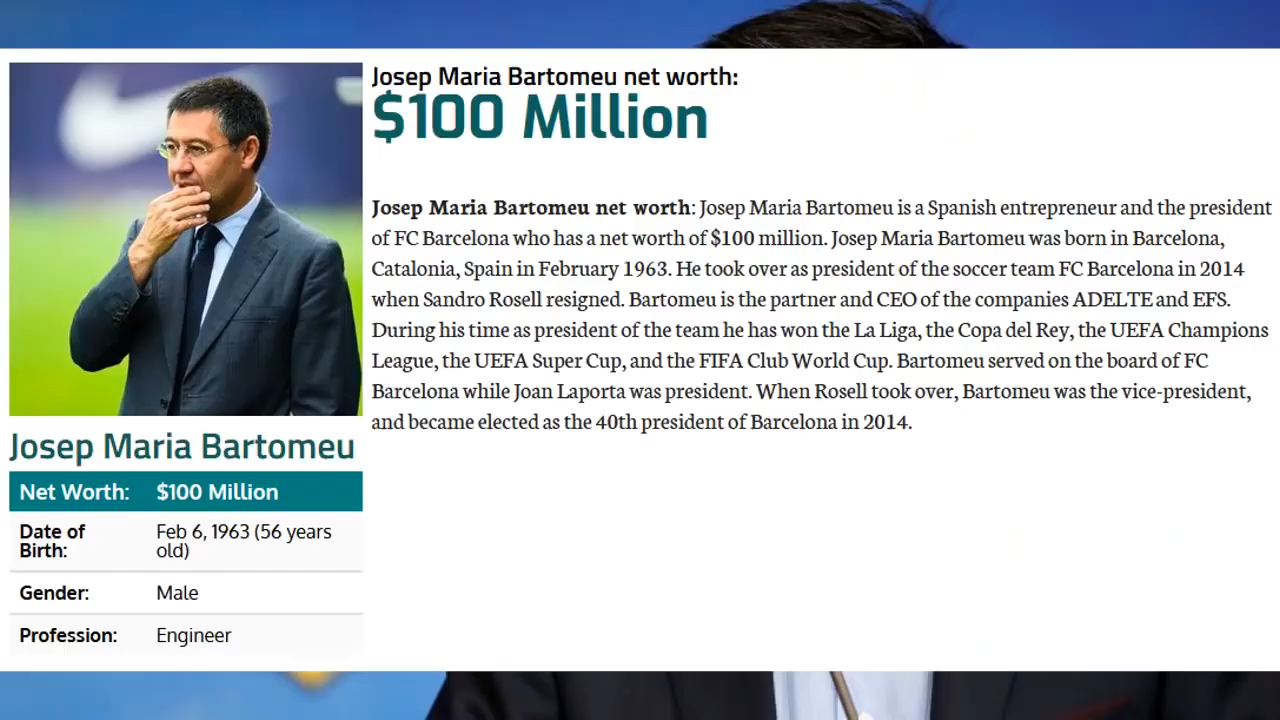 Josep Maria Bartomeu net worth:
$100 Million
Josep Maria Bartomeu net worth: Josep Maria Bartomeu is a Spanish entrepreneur and the president
of FC Barcelona who has a net worth of $100 million. Josep Maria Bartomeu was born in Barcelona,
Catalonia, Spain in February 1963. He took over as president of the soccer team FC Barcelona in 2014
when Sandro Rosell resigned. Bartomeu is the partner and CEO of the companies ADELTE and EFS.
During his time as president of the team he has won the La Liga, the Copa del Rey, the UEFA Champions
League, the UEFA Super Cup, and the FIFA Club World Cup. Bartomeu served on the board of FC
Barcelona while Joan Laporta was president. When Rosell took over, Bartomeu was the vice-president,
and became elected as the 40th president of Barcelona in 2014.
Josep Maria Bartomeu
Net Worth: $100 Million
Date of Birth: Feb 6, 1963 (56 years
old)
Gender: Male
Profession: Engineer